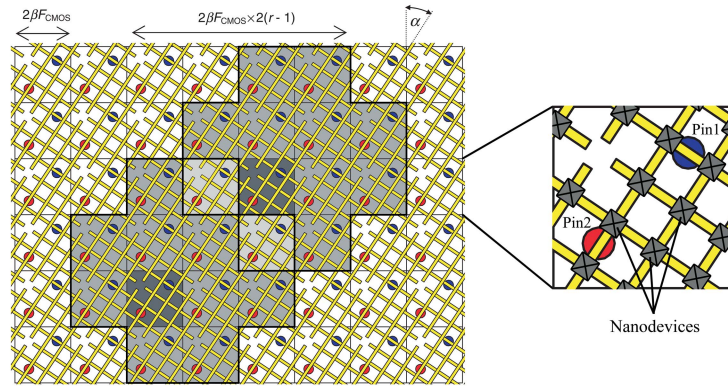 2βF_CMOS
2βF_CMOS×2(r - 1)
α
Pin1
Pin2
Nanodevices